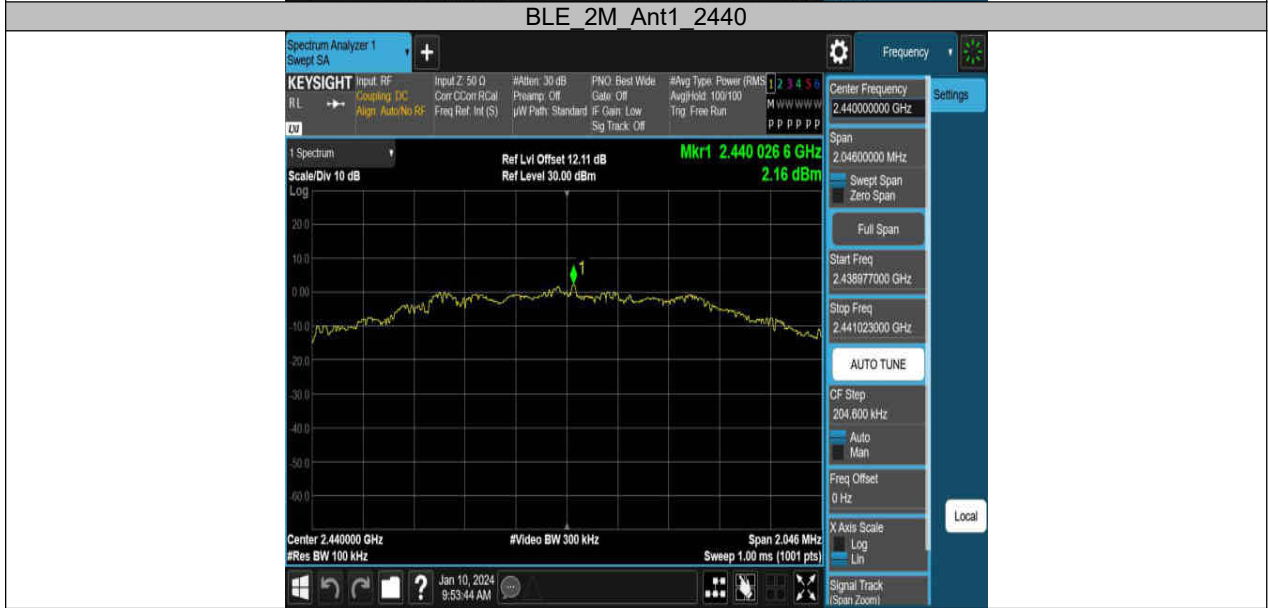 BLE_2M_Ant1_2440
Spectrum Analyzer 1
Swept SA
+
Frequency
KEYSIGHT
RL
LXI
Input: RF
Coupling: DC
Align: Auto/No RF
Input Z: 50 Ω
Corr CCorr RCal
Freq Ref: Int (S)
#Atten: 30 dB
Preamp: Off
µW Path: Standard
PNO: Best Wide
Gate: Off
IF Gain: Low
Sig Track: Off
#Avg Type: Power (RMS
Avg|Hold: 100/100
Trig: Free Run
1 2 3 4 5 6
M W W W W W
P P P P P P
Center Frequency
2.440000000 GHz
Settings
Span
2.04600000 MHz
Swept Span
Zero Span
Full Span
Start Freq
2.438977000 GHz
Stop Freq
2.441023000 GHz
AUTO TUNE
CF Step
204.600 kHz
Auto
Man
Freq Offset
0 Hz
X Axis Scale
Log
Lin
Local
Signal Track
(Span Zoom)
1 Spectrum
Scale/Div 10 dB
Ref Lvl Offset 12.11 dB
Ref Level 30.00 dBm
Mkr1 2.440 026 6 GHz
2.16 dBm
Log
20.0
10.0
0.00
-10.0
-20.0
-30.0
-40.0
-50.0
-60.0
1
Center 2.440000 GHz
#Res BW 100 kHz
#Video BW 300 kHz
Span 2.046 MHz
Sweep 1.00 ms (1001 pts)
?
Jan 10, 2024
9:53:44 AM